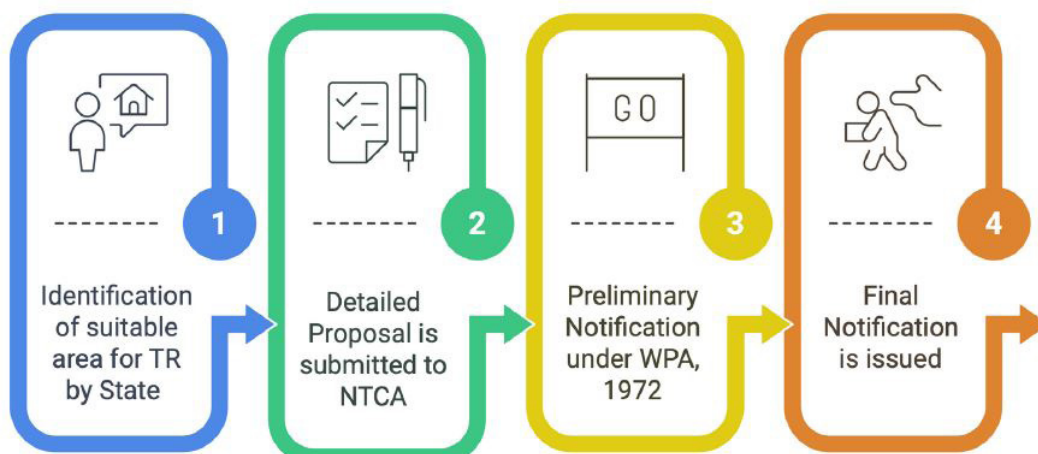 GO
1
2
3
4
Identification
of suitable
area for TR
by State
Detailed
Proposal is
submitted to
NTCA
Preliminary
Notification
under WPA,
1972
Final
Notification
is issued